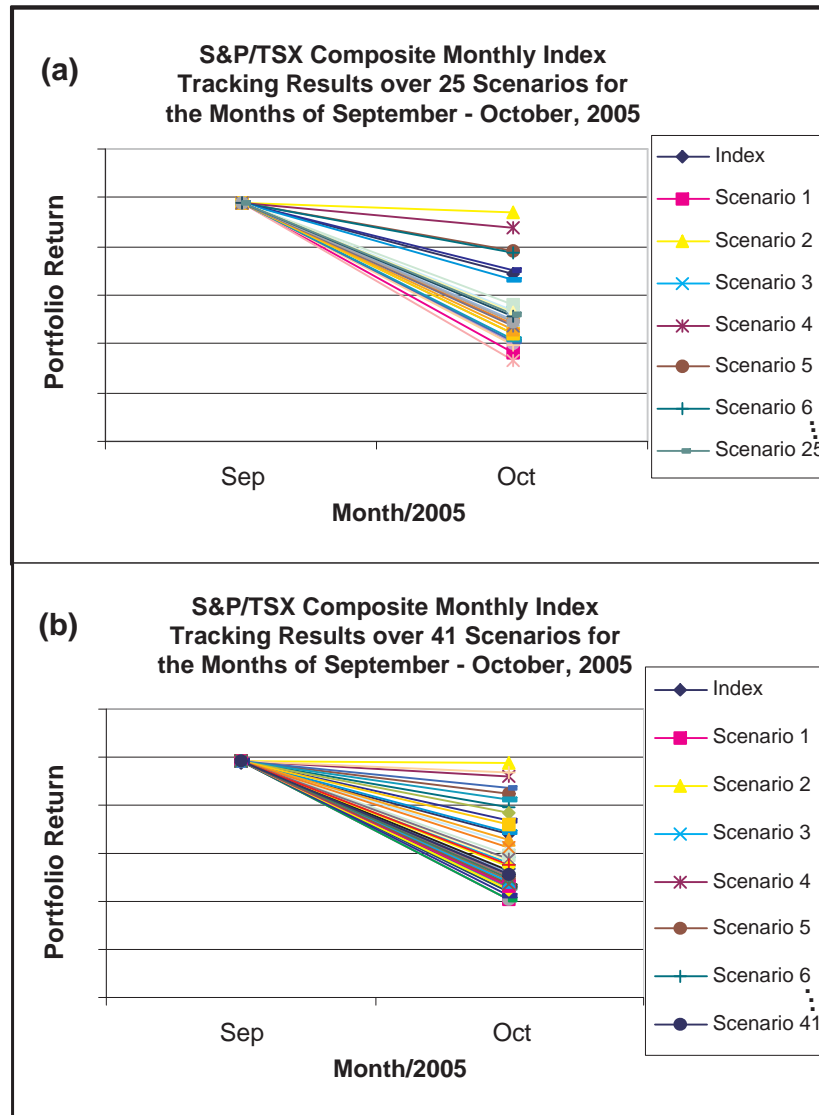 (a)
S&P/TSX Composite Monthly Index
Tracking Results over 25 Scenarios for
the Months of September - October, 2005
Portfolio Return
Index
Scenario 1
Scenario 2
Scenario 3
Scenario 4
Scenario 5
Scenario 6
Scenario 25
Sep
Oct
Month/2005
(b)
S&P/TSX Composite Monthly Index
Tracking Results over 41 Scenarios for
the Months of September - October, 2005
Portfolio Return
Index
Scenario 1
Scenario 2
Scenario 3
Scenario 4
Scenario 5
Scenario 6
Scenario 41
Sep
Oct
Month/2005